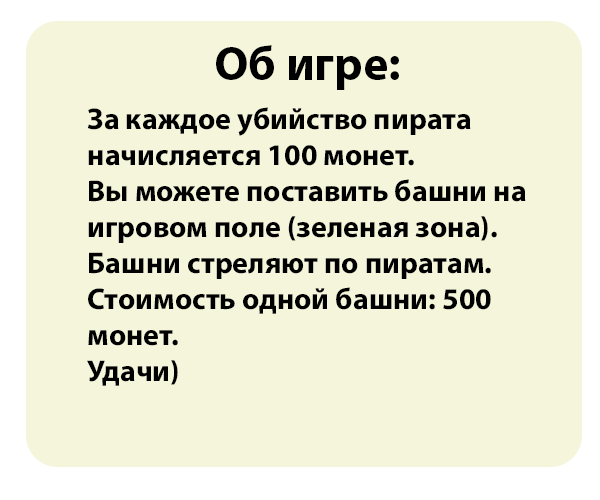 Об игре:
За каждое убийство пирата
начисляется 100 монет.
Вы можете поставить башни на
игровом поле (зеленая зона).
Башни стреляют по пиратам.
Стоимость одной башни: 500
монет.
Удачи)